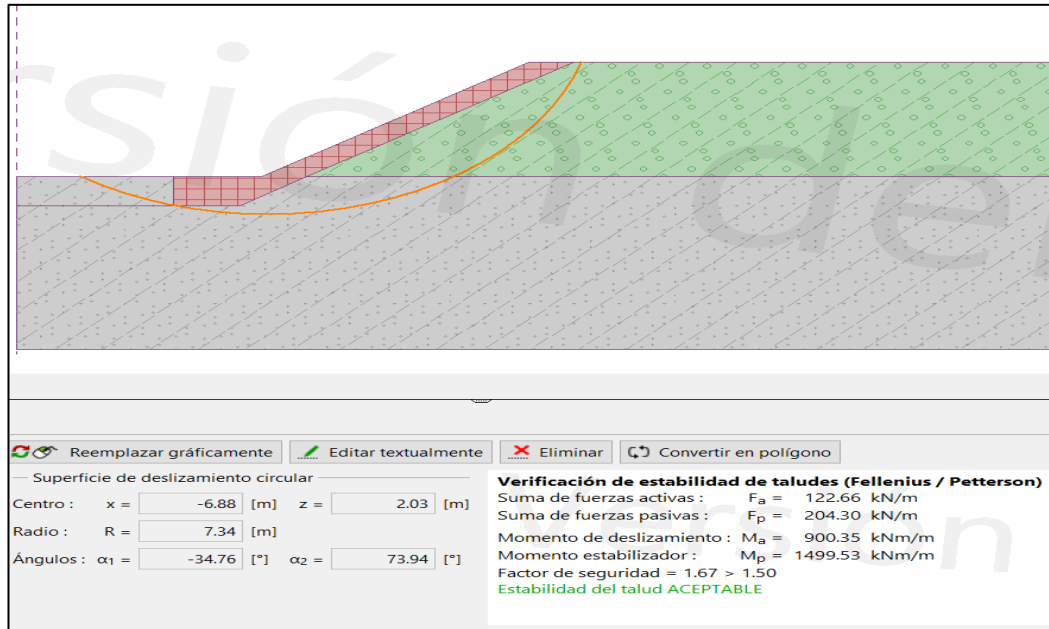 rsión de
Reemplazar gráficamente Editar textualmente Eliminar Convertir en polígono
Superficie de deslizamiento circular
Centro : x = -6.88 [m] z = 2.03 [m]
Radio : R = 7.34 [m]
Ángulos : α1 = -34.76 [°] α2 = 73.94 [°]
Verificación de estabilidad de taludes (Fellenius / Petterson)
Suma de fuerzas activas : Fa = 122.66 kN/m
Suma de fuerzas pasivas : Fp = 204.30 kN/m
Momento de deslizamiento : Ma = 900.35 kNm/m
Momento estabilizador : Mp = 1499.53 kNm/m
Factor de seguridad = 1.67 > 1.50
Estabilidad del talud ACEPTABLE
versión